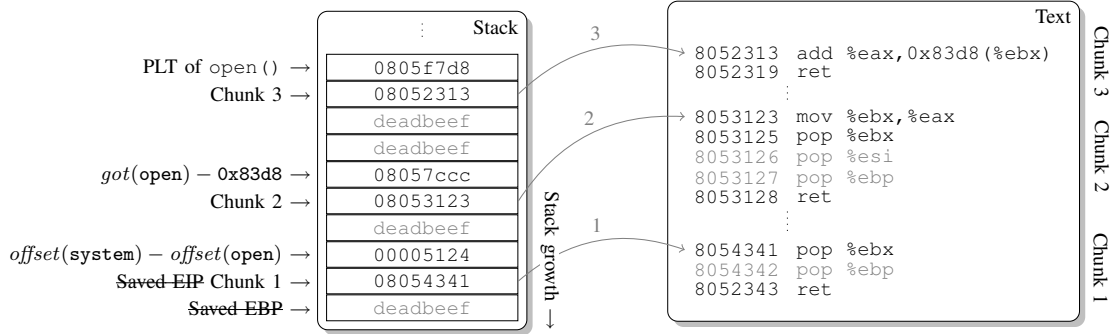 Stack
⋮
PLT of open() → 0805f7d8
Chunk 3 → 08052313
deadbeef
deadbeef
got(open) − 0x83d8 → 08057ccc
Chunk 2 → 08053123
deadbeef
offset(system) − offset(open) → 00005124
Saved EIP Chunk 1 → 08054341
Saved EBP → deadbeef
Stack growth →
3
2
1
Text
8052313 add %eax,0x83d8(%ebx)
8052319 ret
⋮
8053123 mov %ebx,%eax
8053125 pop %ebx
8053126 pop %esi
8053127 pop %ebp
8053128 ret
⋮
8054341 pop %ebx
8054342 pop %ebp
8052343 ret
Chunk 3
Chunk 2
Chunk 1